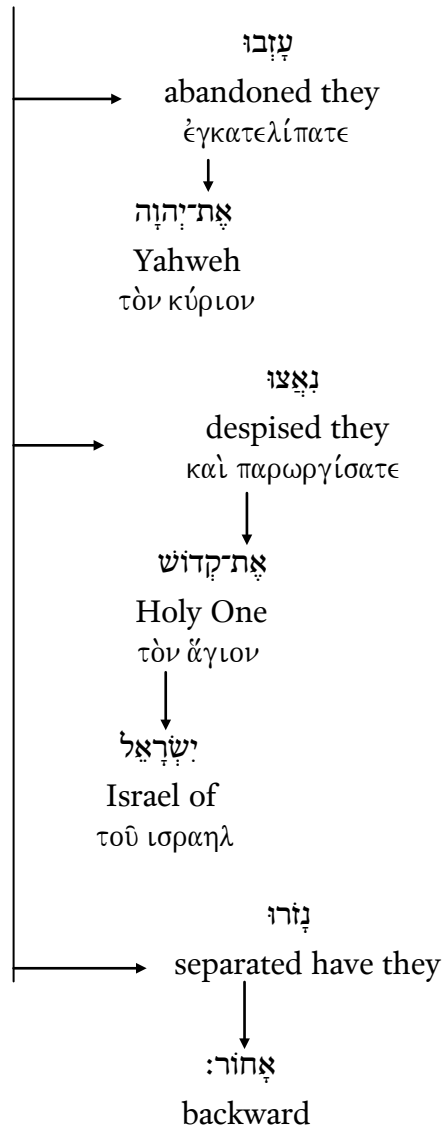 עָזְבוּ
abandoned they
ἐγκατελίπατε
אֶת־יְהוָה
Yahweh
τὸν κύριον
נִאֲצוּ
despised they
καὶ παρωργίσατε
אֶת־קְדוֹשׁ
Holy One
τὸν ἅγιον
יִשְׂרָאֵל
Israel of
τοῦ ισραηλ
נָזֹרוּ
separated have they
אָחוֹר׃
backward